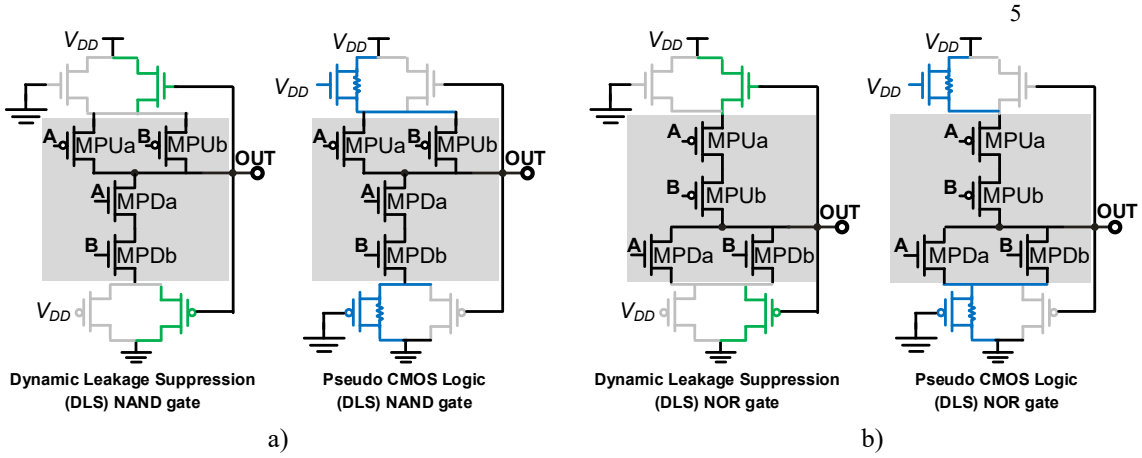 5
V_DD V_DD V_DD V_DD
V_DD V_DD
A MPUa B MPUb OUT A MPUa B MPUb OUT A MPUa A MPUa
A MPDa A MPDa B MPUb OUT B MPUb OUT
B MPDb B MPDb A MPDa B MPDb A MPDa B MPDb
V_DD V_DD
Dynamic Leakage Suppression Pseudo CMOS Logic Dynamic Leakage Suppression Pseudo CMOS Logic
(DLS) NAND gate (DLS) NAND gate (DLS) NOR gate (DLS) NOR gate
a) b)